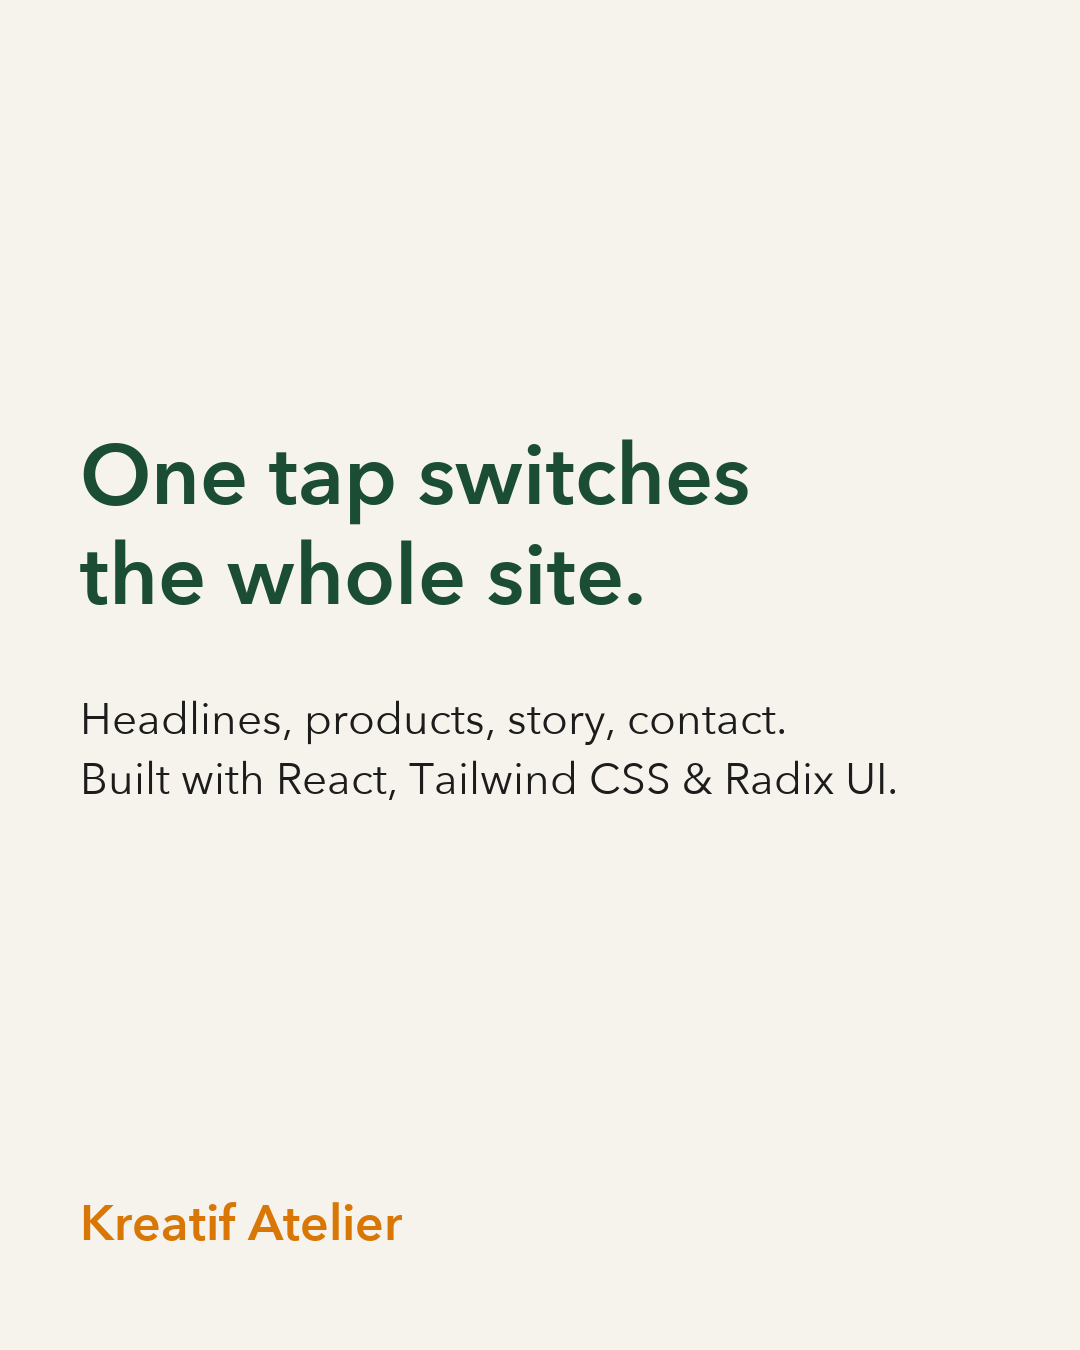 One tap switches
the whole site.
Headlines, products, story, contact.
Built with React, Tailwind CSS & Radix UI.
Kreatif Atelier